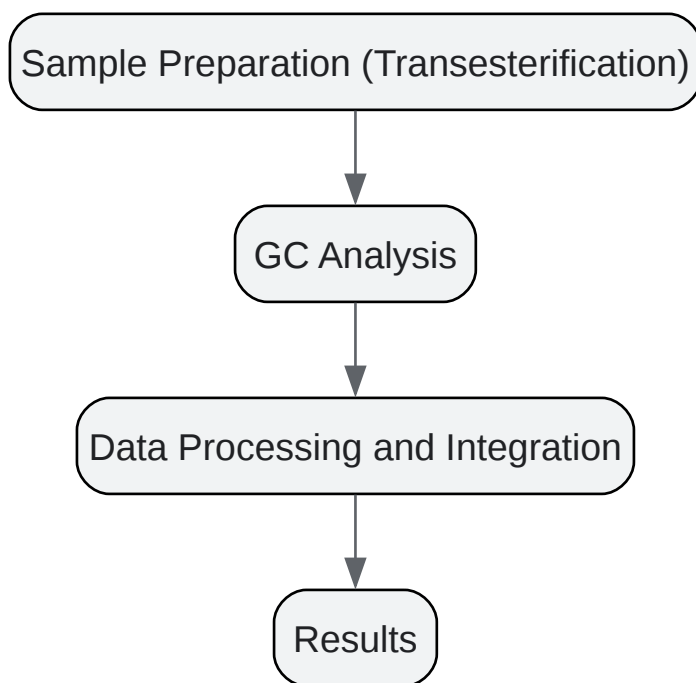 Sample Preparation (Transesterification)
GC Analysis
Data Processing and Integration
Results